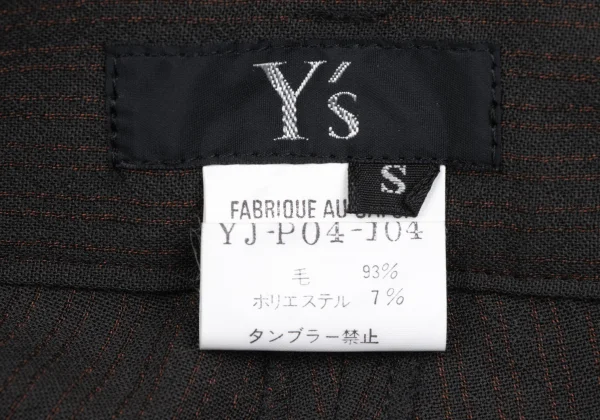 Y's
S
FABRIQUE AU JAPON
YJ-P04-104
毛 93%
ポリエステル 7%
タンブラー禁止